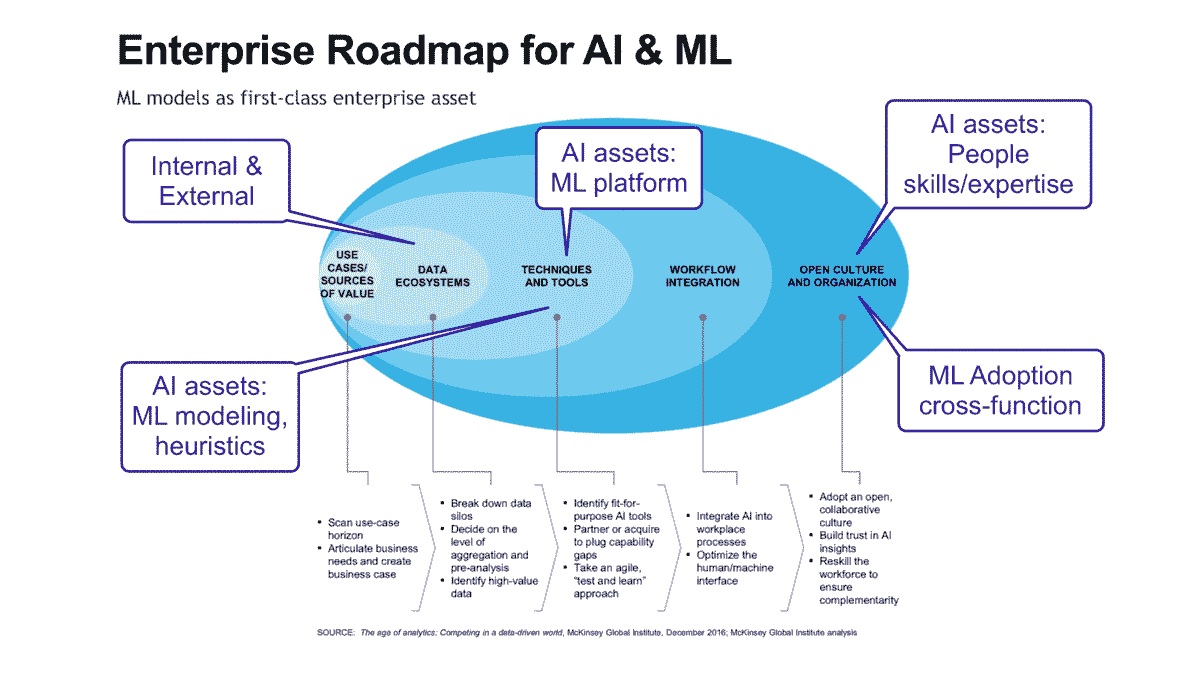 Enterprise Roadmap for AI & ML
ML models as first-class enterprise asset
Internal &
External
AI assets:
ML platform
AI assets:
People
skills/expertise
USE
CASES/
SOURCES
OF VALUE
DATA
ECOSYSTEMS
TECHNIQUES
AND TOOLS
WORKFLOW
INTEGRATION
OPEN CULTURE
AND ORGANIZATION
AI assets:
ML modeling,
heuristics
ML Adoption
cross-function
▪ Scan use-case
horizon
▪ Articulate business
needs and create
business case
▪ Break down data
silos
▪ Decide on the
level of
aggregation and
pre-analysis
▪ Identify high-value
data
▪ Identify fit-for-
purpose AI tools
▪ Partner or acquire
to plug capability
gaps
▪ Take an agile,
“test and learn”
approach
▪ Integrate AI into
workplace
processes
▪ Optimize the
human/machine
interface
▪ Adopt an open,
collaborative
culture
▪ Build trust in AI
insights
▪ Reskill the
workforce to
ensure
complementarity
SOURCE: The age of analytics: Competing in a data-driven world, McKinsey Global Institute, December 2016; McKinsey Global Institute analysis